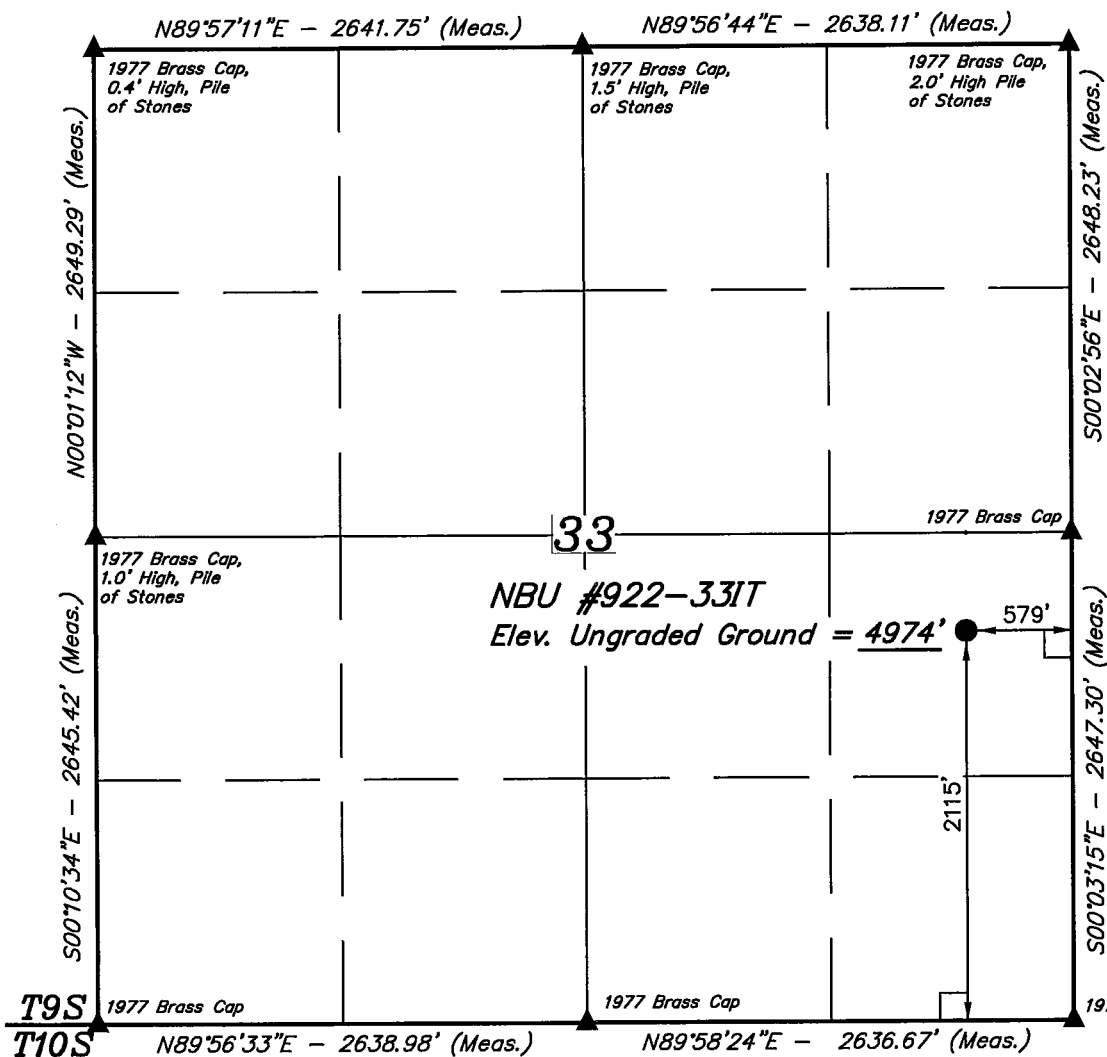 N89°57'11"E - 2641.75' (Meas.)
N89°56'44"E - 2638.11' (Meas.)
1977 Brass Cap,
0.4' High, Pile
of Stones
1977 Brass Cap,
1.5' High, Pile
of Stones
1977 Brass Cap,
2.0' High, Pile
of Stones
N00°01'12"W - 2649.29' (Meas.)
S00°02'56"E - 2648.23' (Meas.)
33
1977 Brass Cap
1977 Brass Cap,
1.0' High, Pile
of Stones
NBU #922-33IT
Elev. Ungraded Ground = 4974'
579'
2115'
S00°10'34"E - 2645.42' (Meas.)
S00°03'15"E - 2647.30' (Meas.)
T9S
1977 Brass Cap
1977 Brass Cap
T10S
N89°56'33"E - 2638.98' (Meas.)
N89°58'24"E - 2636.67' (Meas.)